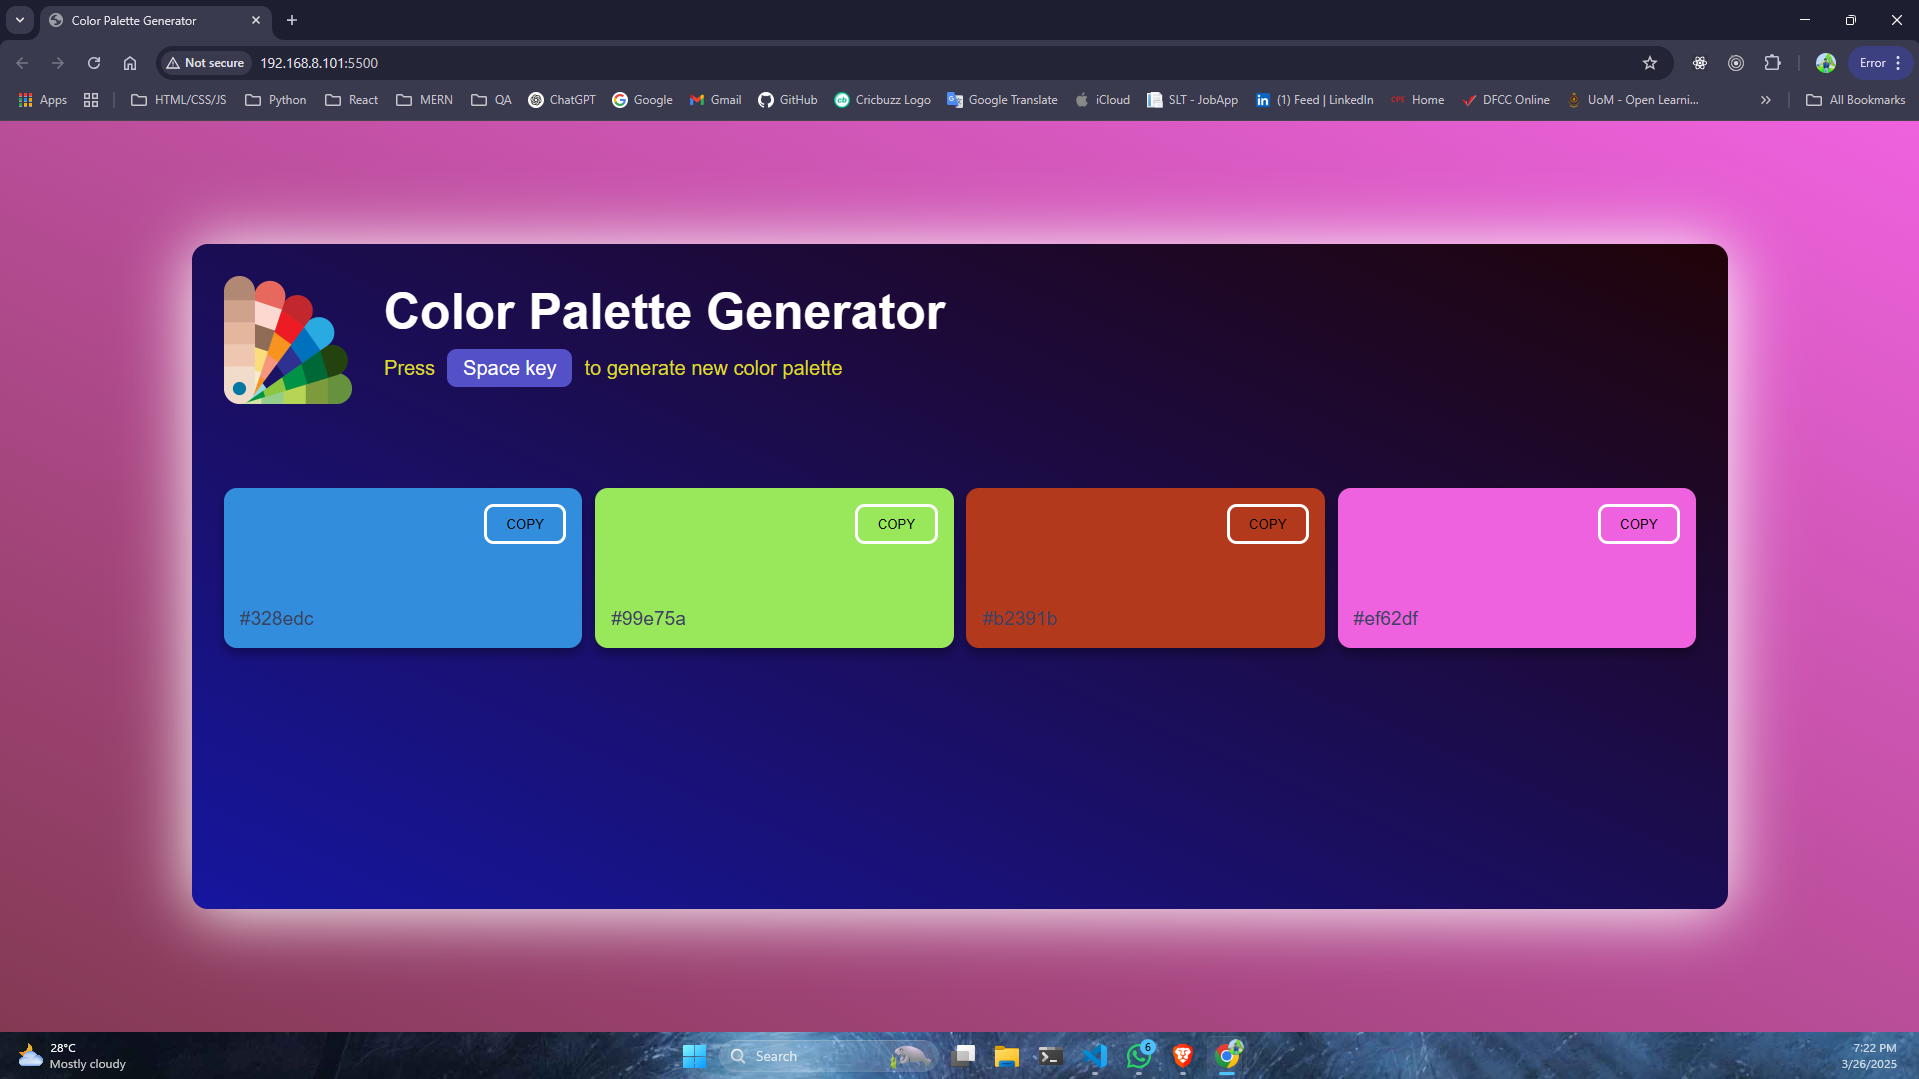 Color Palette Generator
Not secure
192.168.8.101:5500
Error
Apps
HTML/CSS/JS
Python
React
MERN
QA
ChatGPT
Google
Gmail
GitHub
Cricbuzz Logo
Google Translate
iCloud
SLT - JobApp
(1) Feed | LinkedIn
Home
DFCC Online
UoM - Open Learni...
All Bookmarks
Color Palette Generator
Press Space key to generate new color palette
COPY
#328edc
COPY
#99e75a
COPY
#b2391b
COPY
#ef62df
28°C
Mostly cloudy
Search
6
7:22 PM
3/26/2025